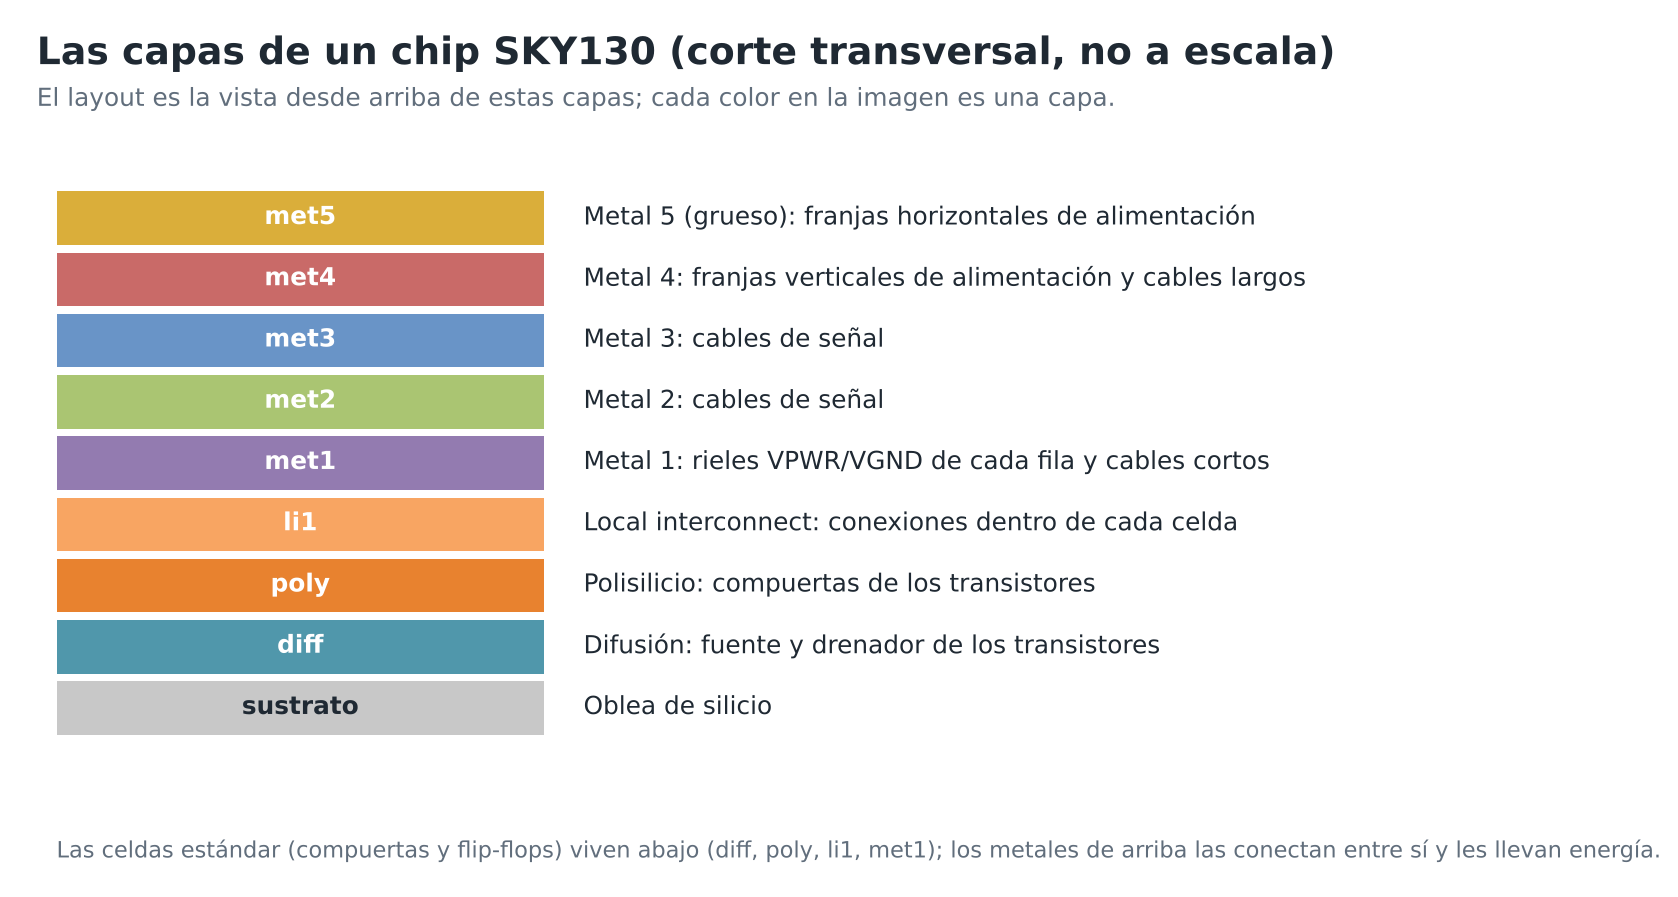 Las capas de un chip SKY130 (corte transversal, no a escala)
El layout es la vista desde arriba de estas capas; cada color en la imagen es una capa.
met5 Metal 5 (grueso): franjas horizontales de alimentación
met4 Metal 4: franjas verticales de alimentación y cables largos
met3 Metal 3: cables de señal
met2 Metal 2: cables de señal
met1 Metal 1: rieles VPWR/VGND de cada fila y cables cortos
li1 Local interconnect: conexiones dentro de cada celda
poly Polisilicio: compuertas de los transistores
diff Difusión: fuente y drenador de los transistores
sustrato Oblea de silicio
Las celdas estándar (compuertas y flip-flops) viven abajo (diff, poly, li1, met1); los metales de arriba las conectan entre sí y les llevan energía.